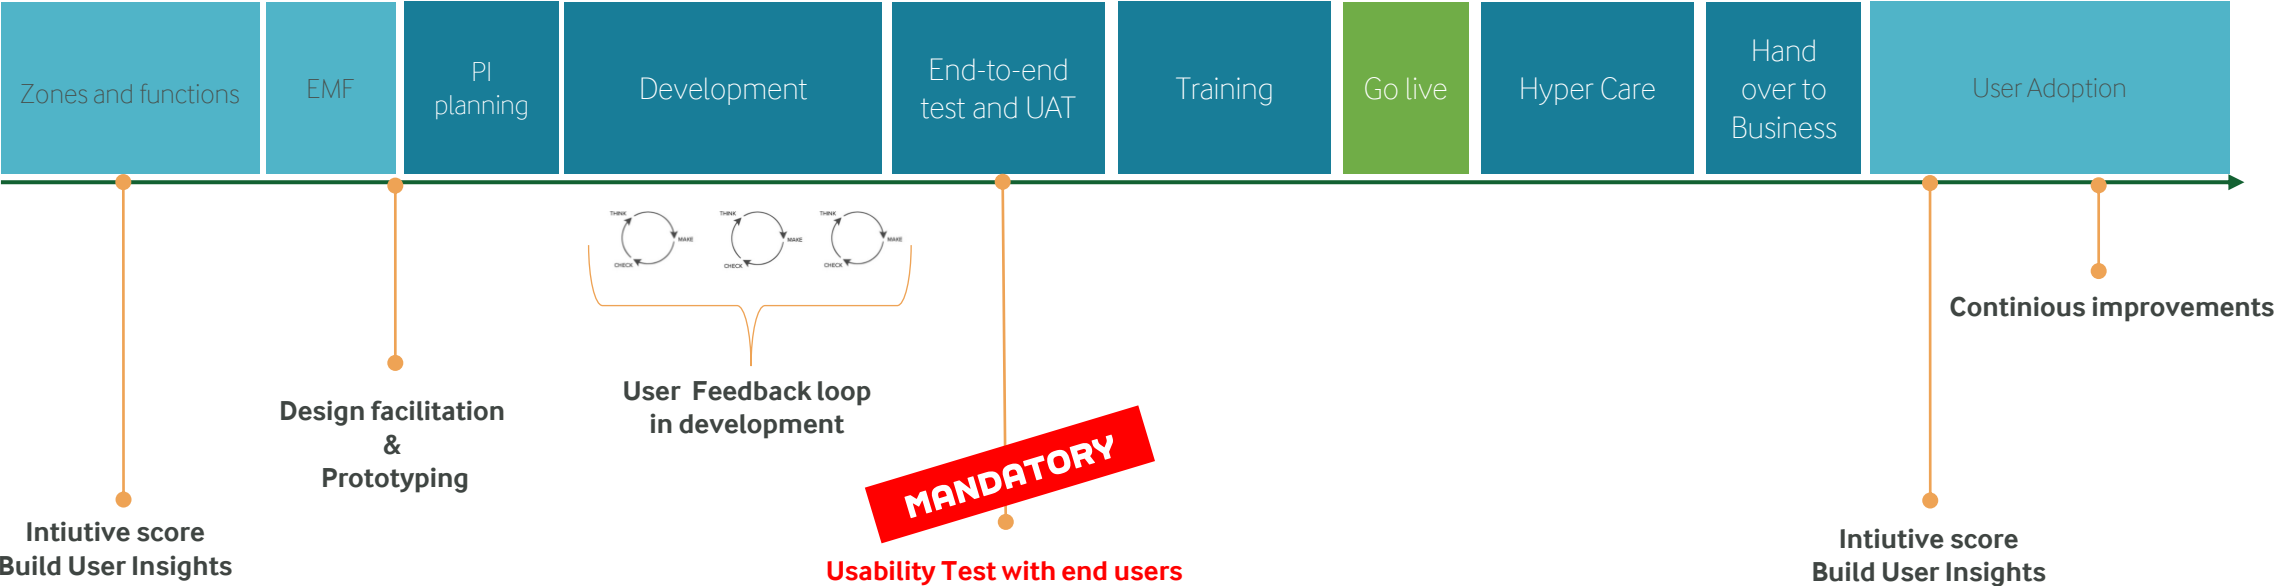 Zones and functions
EMF
PI
planning
Development
End-to-end
test and UAT
Training
Go live
Hyper Care
Hand
over to
Business
User Adoption
THINK
MAKE
CHECK
THINK
MAKE
CHECK
THINK
MAKE
CHECK
Continious improvements
User Feedback loop
in development
Design facilitation
&
Prototyping
MANDATORY
Intiutive score
Build User Insights
Usability Test with end users
Intiutive score
Build User Insights